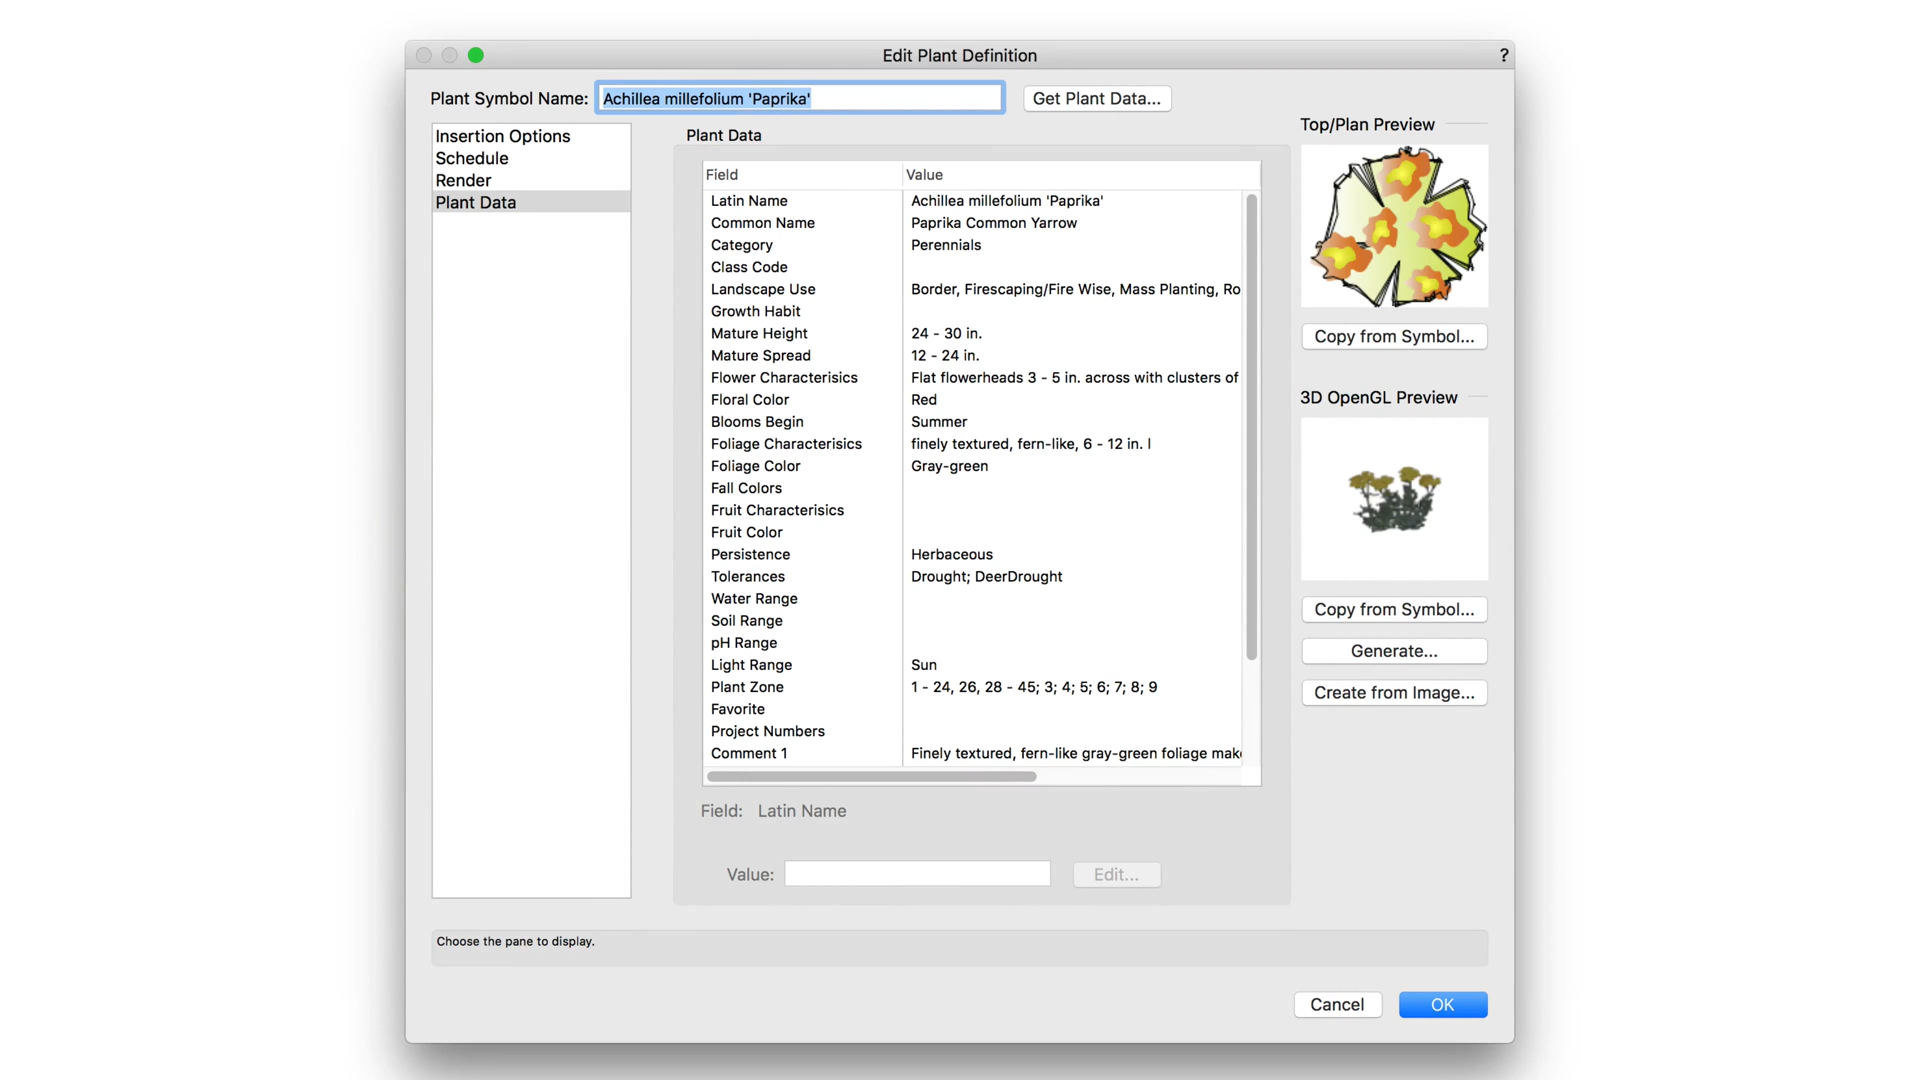 Edit Plant Definition
?
Plant Symbol Name: Achillea millefolium 'Paprika' Get Plant Data...
Insertion Options
Schedule
Render
Plant Data
Plant Data
Field Value
Latin Name Achillea millefolium 'Paprika'
Common Name Paprika Common Yarrow
Category Perennials
Class Code
Landscape Use Border, Firescaping/Fire Wise, Mass Planting, Ro
Growth Habit
Mature Height 24 - 30 in.
Mature Spread 12 - 24 in.
Flower Characterisics Flat flowerheads 3 - 5 in. across with clusters of
Floral Color Red
Blooms Begin Summer
Foliage Characterisics finely textured, fern-like, 6 - 12 in. l
Foliage Color Gray-green
Fall Colors
Fruit Characterisics
Fruit Color
Persistence Herbaceous
Tolerances Drought; DeerDrought
Water Range
Soil Range
pH Range
Light Range Sun
Plant Zone 1 - 24, 26, 28 - 45; 3; 4; 5; 6; 7; 8; 9
Favorite
Project Numbers
Comment 1 Finely textured, fern-like gray-green foliage mak
Field: Latin Name
Value: Edit...
Top/Plan Preview
Copy from Symbol...
3D OpenGL Preview
Copy from Symbol...
Generate...
Create from Image...
Choose the pane to display.
Cancel OK